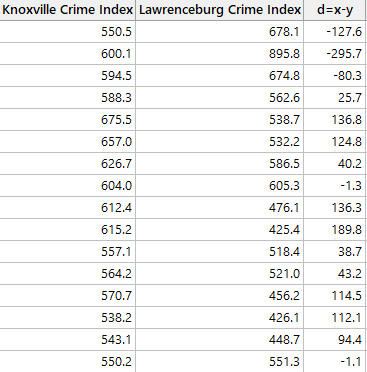 Knoxville Crime Index Lawrenceburg Crime Index d=x-y
550.5 678.1 -127.6
600.1 895.8 -295.7
594.5 674.8 -80.3
588.3 562.6 25.7
675.5 538.7 136.8
657.0 532.2 124.8
626.7 586.5 40.2
604.0 605.3 -1.3
612.4 476.1 136.3
615.2 425.4 189.8
557.1 518.4 38.7
564.2 521.0 43.2
570.7 456.2 114.5
538.2 426.1 112.1
543.1 448.7 94.4
550.2 551.3 -1.1